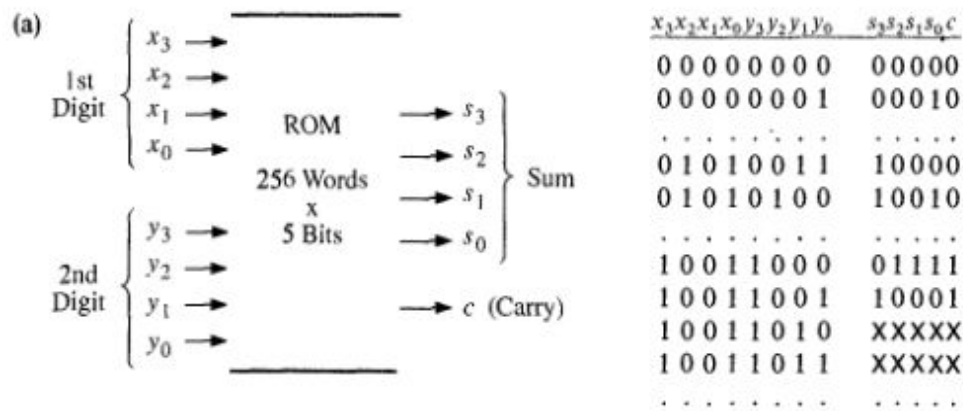 (a)
1st
Digit
x3
x2
x1
x0
2nd
Digit
y3
y2
y1
y0
ROM
256 Words
x
5 Bits
s3
s2
s1
s0
Sum
c (Carry)
x3x2x1x0y3y2y1y0 s3s2s1s0c
0 0 0 0 0 0 0 0 0 0 0 0 0
0 0 0 0 0 0 0 1 0 0 0 1 0
. . . . . . . . . . . . .
0 1 0 1 0 0 1 1 1 0 0 0 0
0 1 0 1 0 1 0 0 1 0 0 1 0
. . . . . . . . . . . . .
1 0 0 1 1 0 0 0 0 1 1 1 1
1 0 0 1 1 0 0 1 1 0 0 0 1
1 0 0 1 1 0 1 0 X X X X X
1 0 0 1 1 0 1 1 X X X X X
. . . . . . . . . . . . .